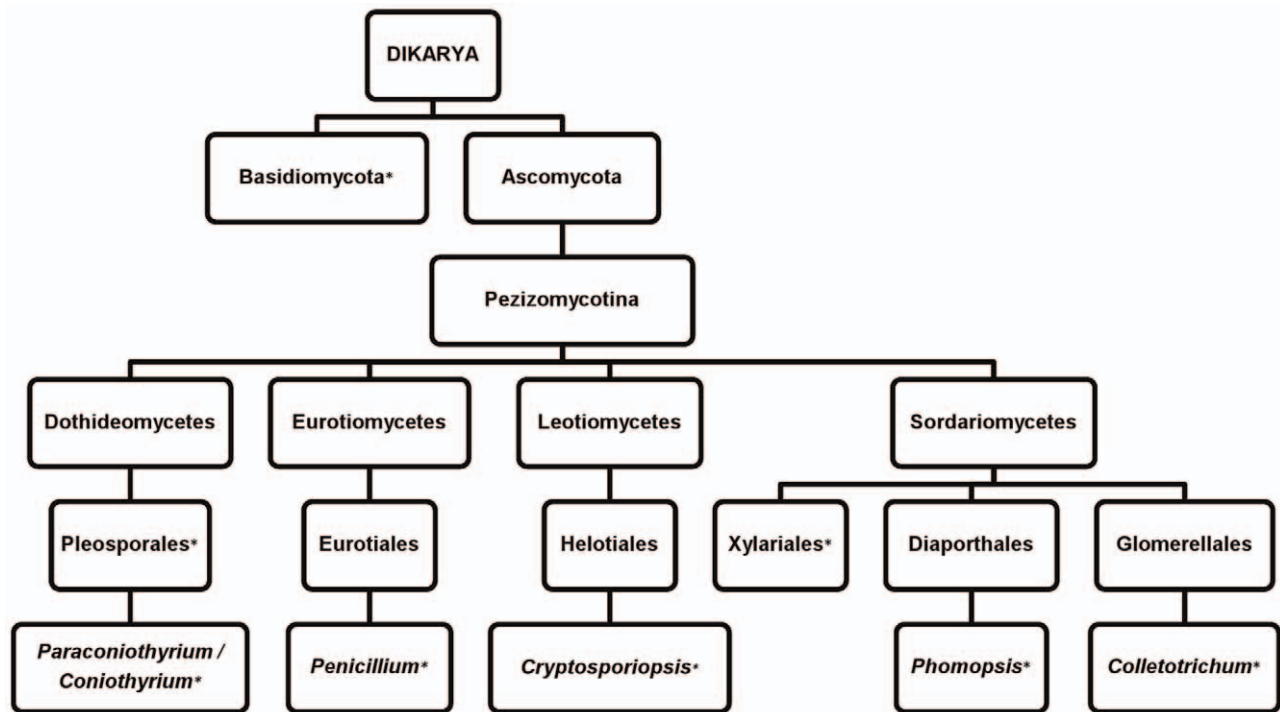 DIKARYA
Basidiomycota*
Ascomycota
Pezizomycotina
Dothideomycetes
Eurotiomycetes
Leotiomycetes
Sordariomycetes
Pleosporales*
Eurotiales
Helotiales
Xylariales*
Diaporthales
Glomerellales
Paraconiothyrium /
Coniothyrium*
Penicillium*
Cryptosporiopsis*
Phomopsis*
Colletotrichum*